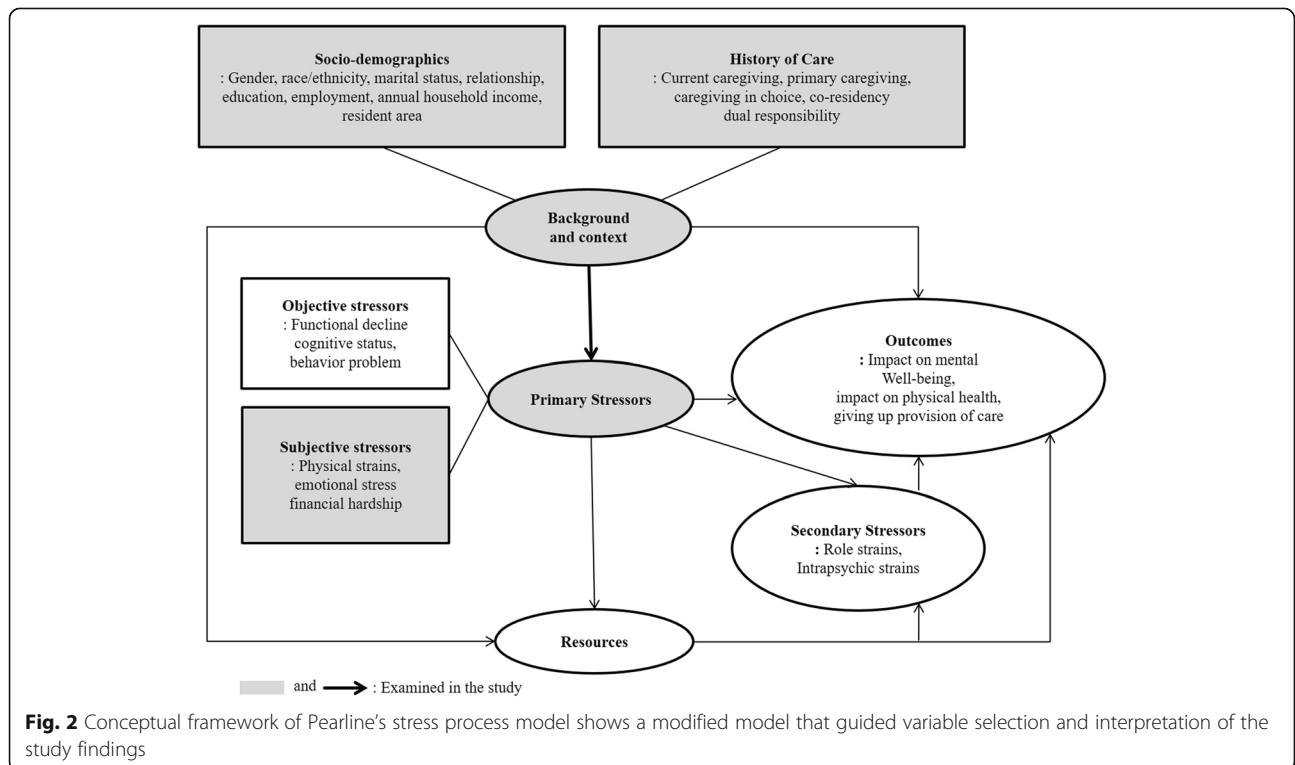 Socio-demographics
: Gender, race/ethnicity, marital status, relationship,
education, employment, annual household income,
resident area
History of Care
: Current caregiving, primary caregiving,
caregiving in choice, co-residency
dual responsibility
Background
and context
Objective stressors
: Functional decline
cognitive status,
behavior problem
Outcomes
: Impact on mental
Well-being,
impact on physical health,
giving up provision of care
Primary Stressors
Subjective stressors
: Physical strains,
emotional stress
financial hardship
Secondary Stressors
: Role strains,
Intrapsychic strains
Resources
and : Examined in the study
Fig. 2 Conceptual framework of Pearline's stress process model shows a modified model that guided variable selection and interpretation of the
study findings